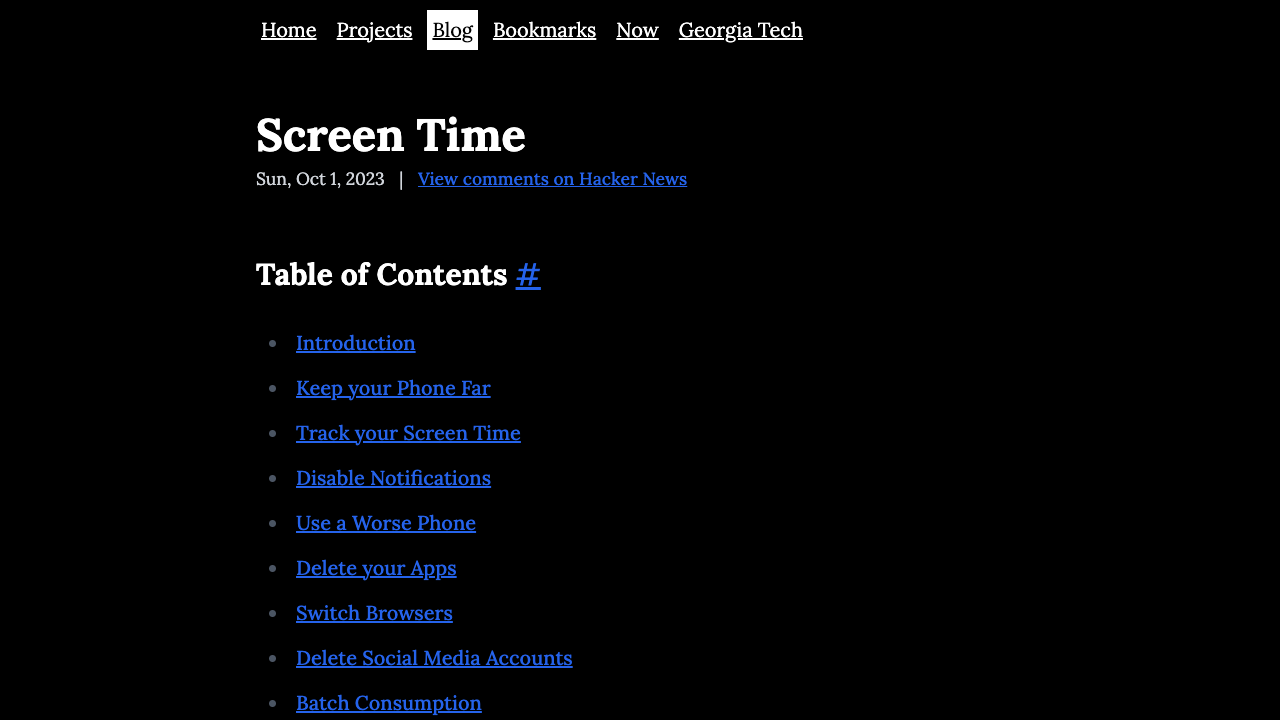 Home Projects Blog Bookmarks Now Georgia Tech
Screen Time
Sun, Oct 1, 2023 | View comments on Hacker News
Table of Contents #
Introduction
Keep your Phone Far
Track your Screen Time
Disable Notifications
Use a Worse Phone
Delete your Apps
Switch Browsers
Delete Social Media Accounts
Batch Consumption